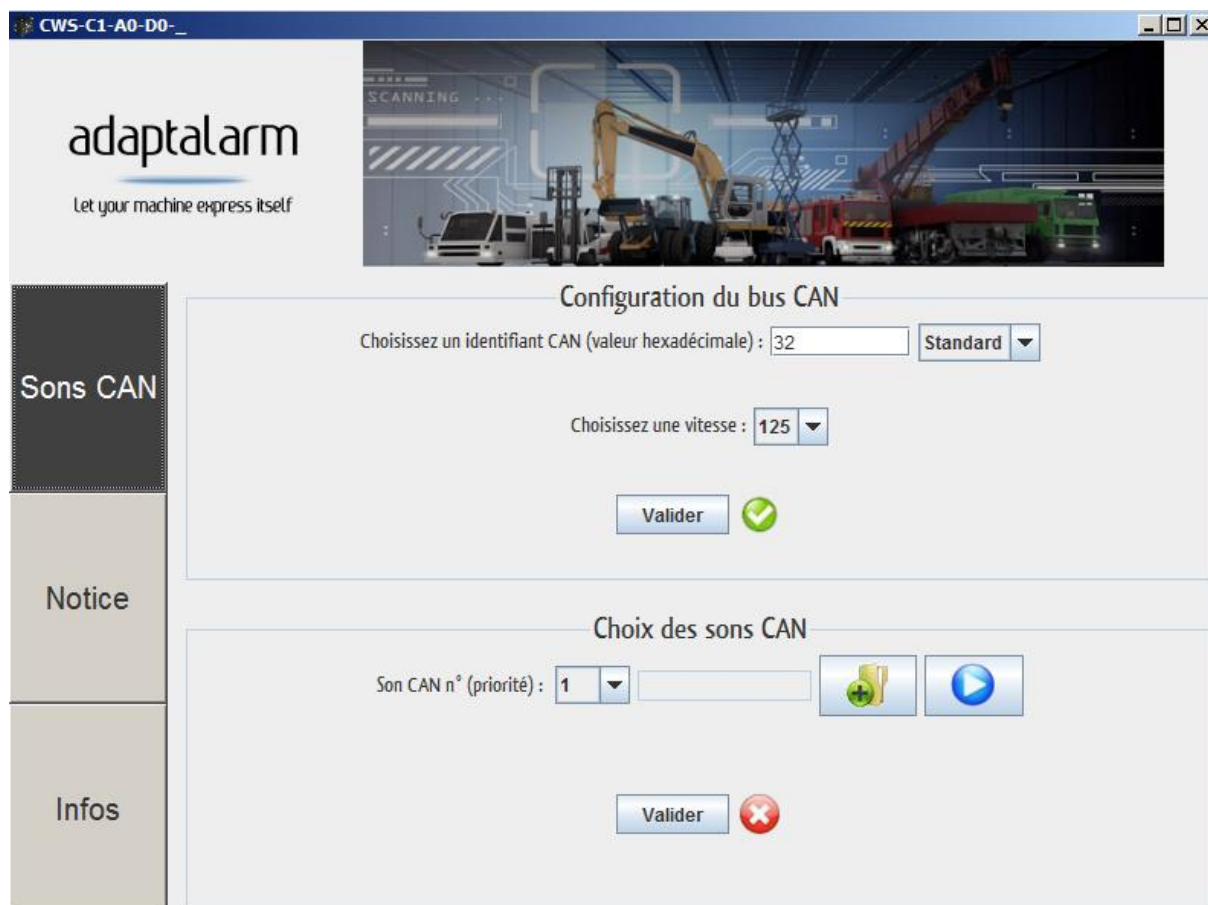 CWS-C1-A0-D0-_
adaptalarm
Let your machine express itself
SCANNING ...
Sons CAN
Notice
Infos
Configuration du bus CAN
Choisissez un identifiant CAN (valeur hexadécimale) : 32 Standard
Choisissez une vitesse : 125
Valider
Choix des sons CAN
Son CAN n° (priorité) : 1
Valider